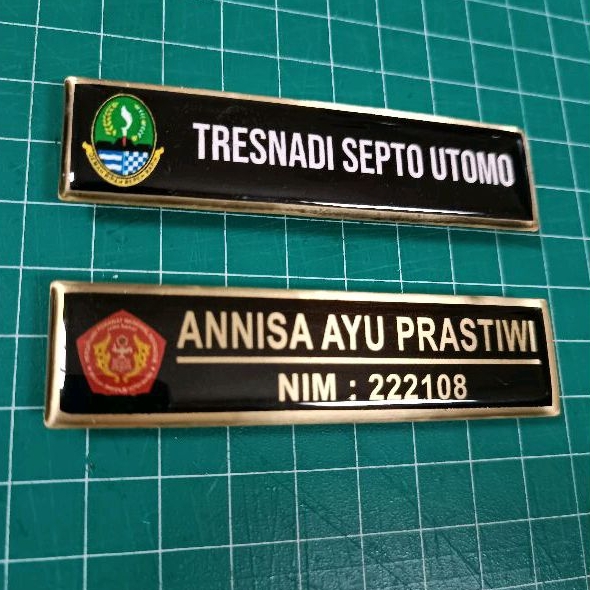 TRESNADI SEPTO UTOMO
ANNISA AYU PRASTIWI
NIM : 222108